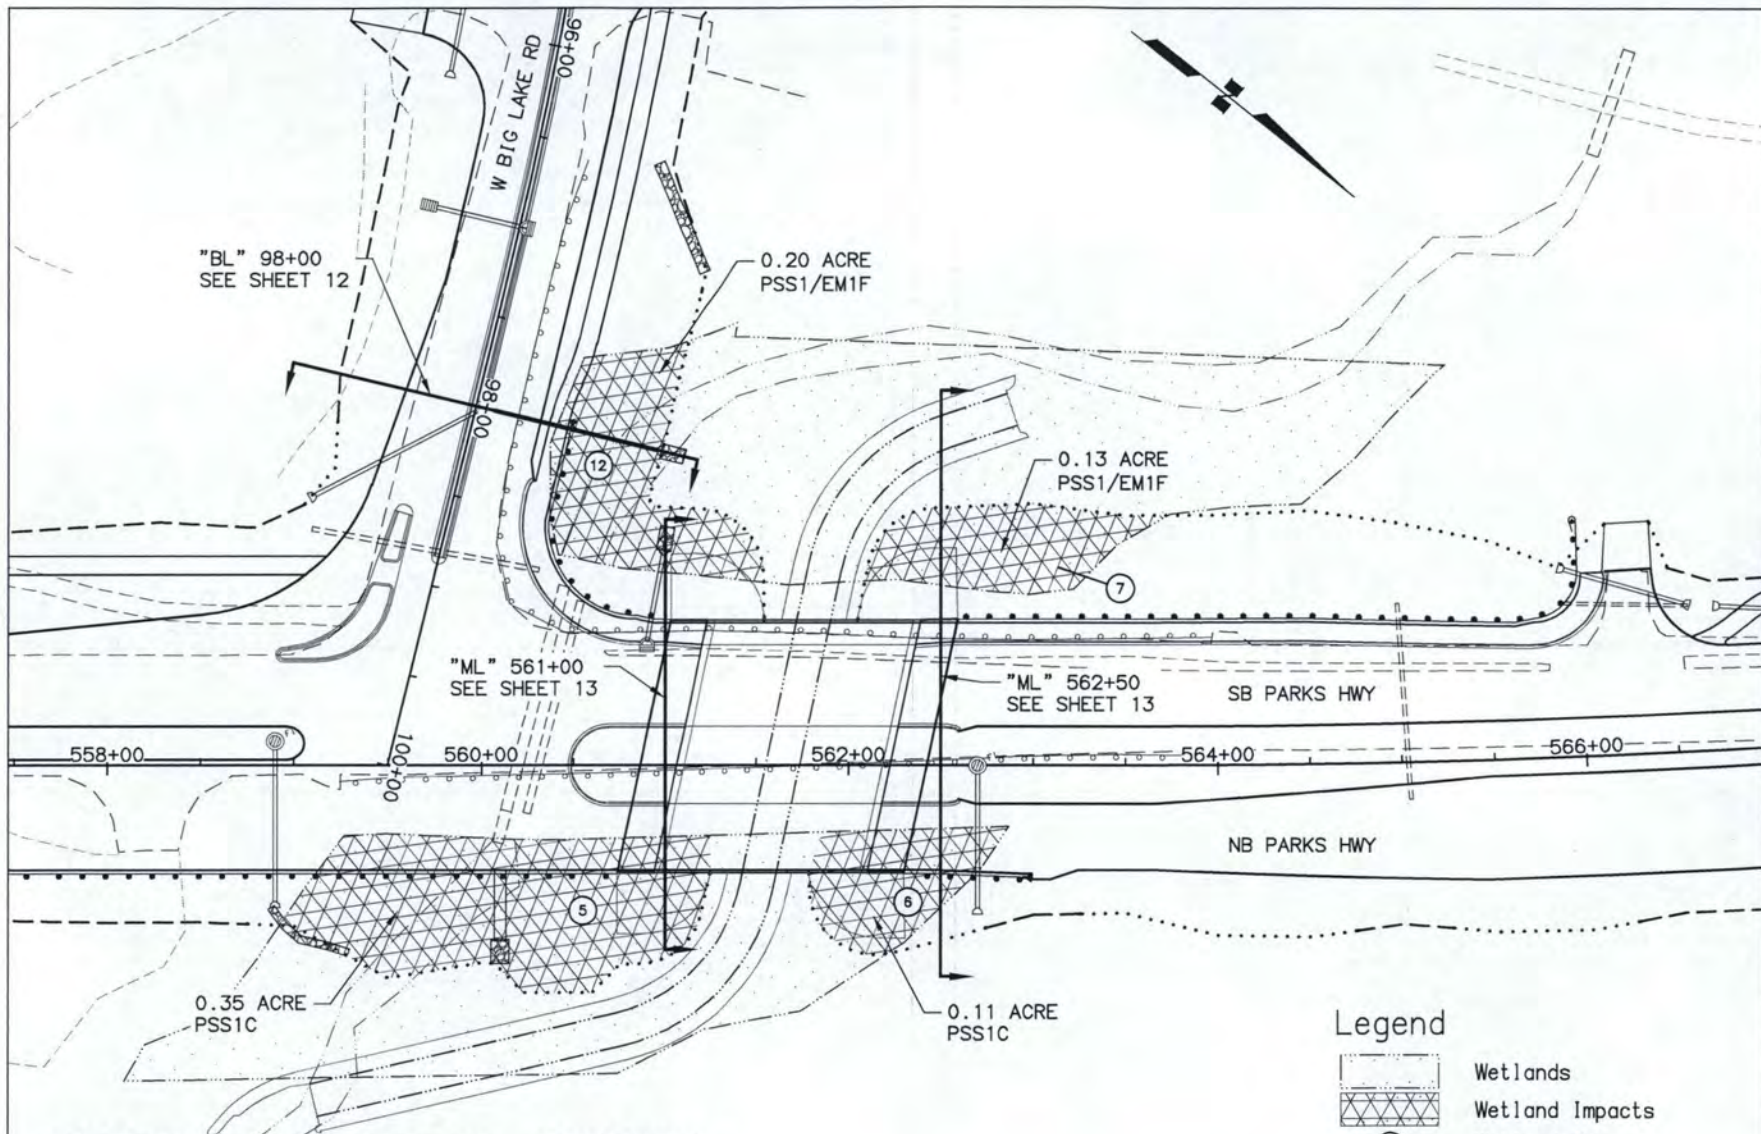 W BIG LAKE RD
96+00
"BL" 98+00
SEE SHEET 12
0.20 ACRE
PSS1/EM1F
98+00
12
0.13 ACRE
PSS1/EM1F
7
"ML" 561+00
SEE SHEET 13
"ML" 562+50
SEE SHEET 13
SB PARKS HWY
558+00
100+00
560+00
562+00
564+00
566+00
NB PARKS HWY
5
6
0.35 ACRE
PSS1C
0.11 ACRE
PSS1C
Legend
Wetlands
Wetland Impacts